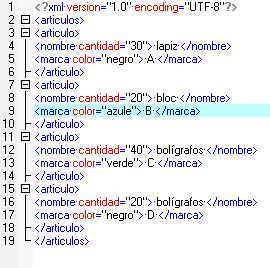 1 <?xml version="1.0" encoding="UTF-8"?>
2 <articulos>
3 <articulo>
4 <nombre cantidad="30"> lapiz </nombre>
5 <marca color="negro"> A </marca>
6 </articulo>
7 <articulo>
8 <nombre cantidad="20"> bloc </nombre>
9 <marca color="azule"> B </marca>
10 </articulo>
11 <articulo>
12 <nombre cantidad="40"> bolígrafos </nombre>
13 <marca color="verde"> C </marca>
14 </articulo>
15 <articulo>
16 <nombre cantidad="20"> bolígrafos </nombre>
17 <marca color="negro"> D </marca>
18 </articulo>
19 </articulos>